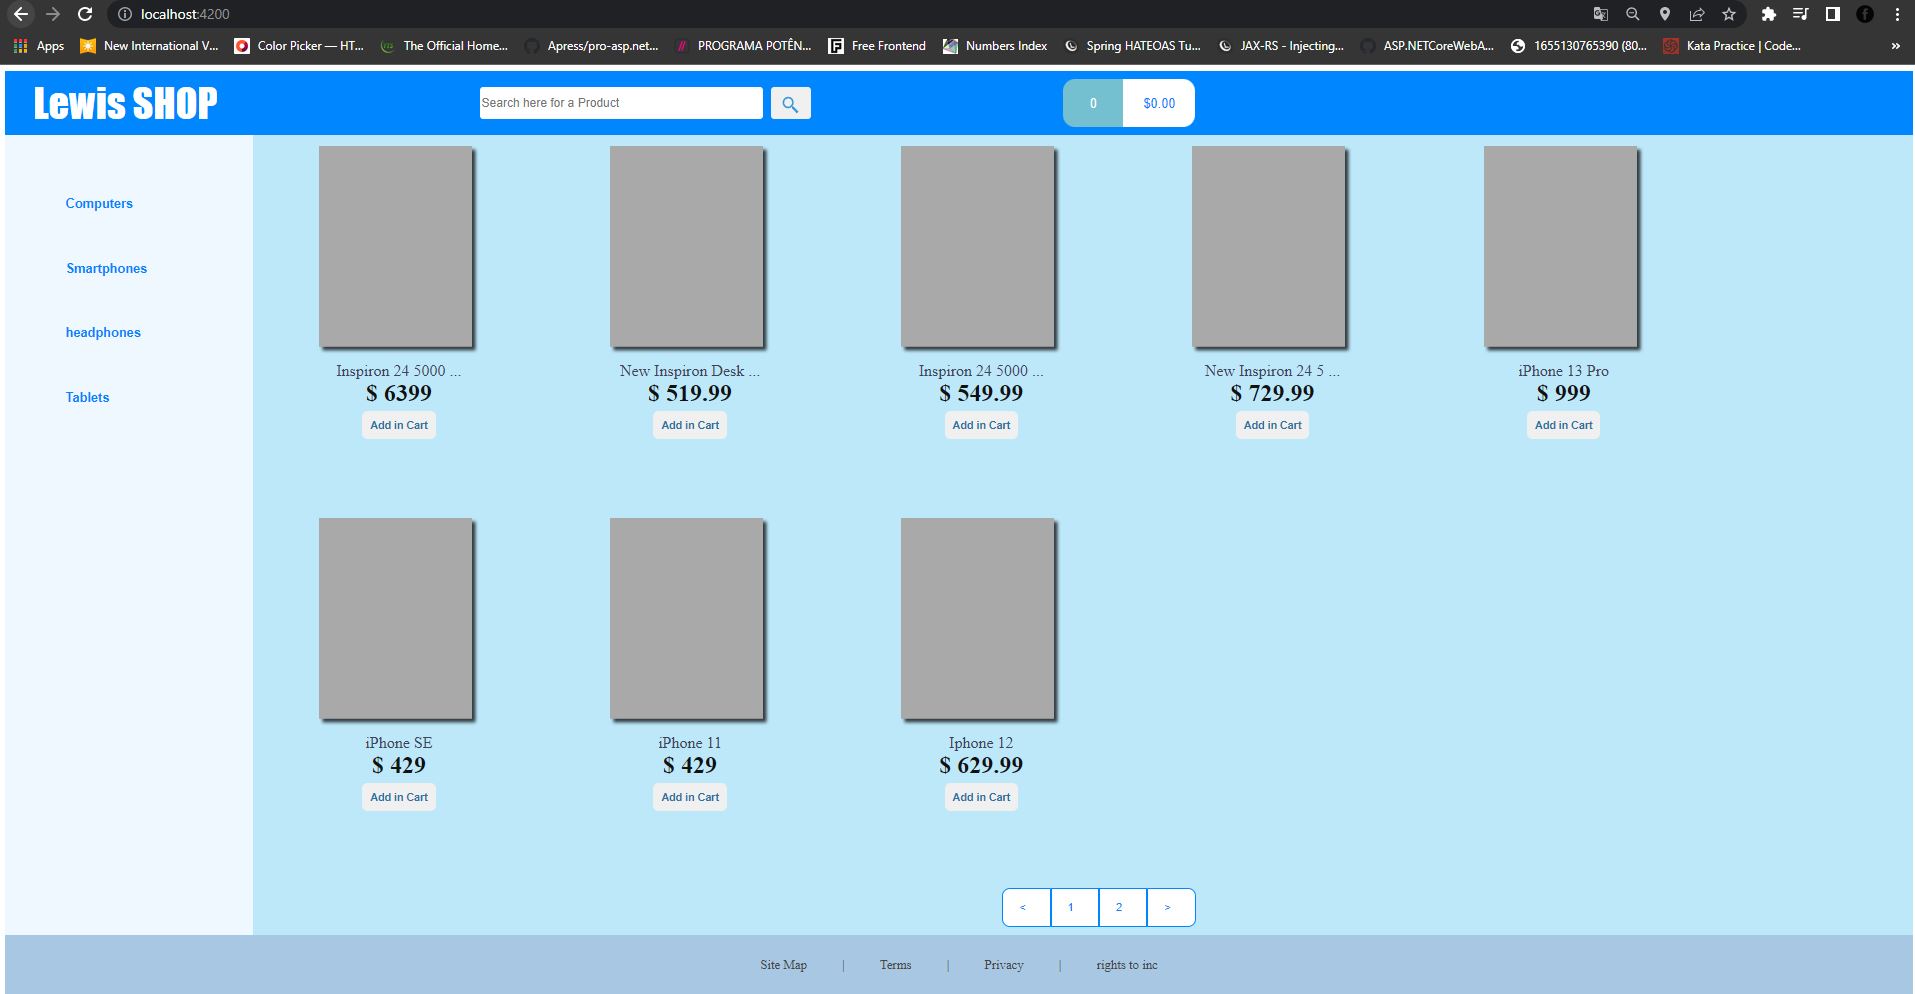 localhost:4200
Apps New International V... Color Picker — HT... The Official Home... Apress/pro-asp.net... PROGRAMA POTÊN... Free Frontend Numbers Index Spring HATEOAS Tu... JAX-RS - Injecting... ASP.NETCoreWebA... 1655130765390 (80... Kata Practice | Code... »
Lewis SHOP Search here for a Product 0 $0.00
Computers
Smartphones
headphones
Tablets
Inspiron 24 5000 ... New Inspiron Desk ... Inspiron 24 5000 ... New Inspiron 24 5 ... iPhone 13 Pro
$ 6399 $ 519.99 $ 549.99 $ 729.99 $ 999
Add in Cart Add in Cart Add in Cart Add in Cart Add in Cart
iPhone SE iPhone 11 Iphone 12
$ 429 $ 429 $ 629.99
Add in Cart Add in Cart Add in Cart
< 1 2 >
Site Map | Terms | Privacy | rights to inc